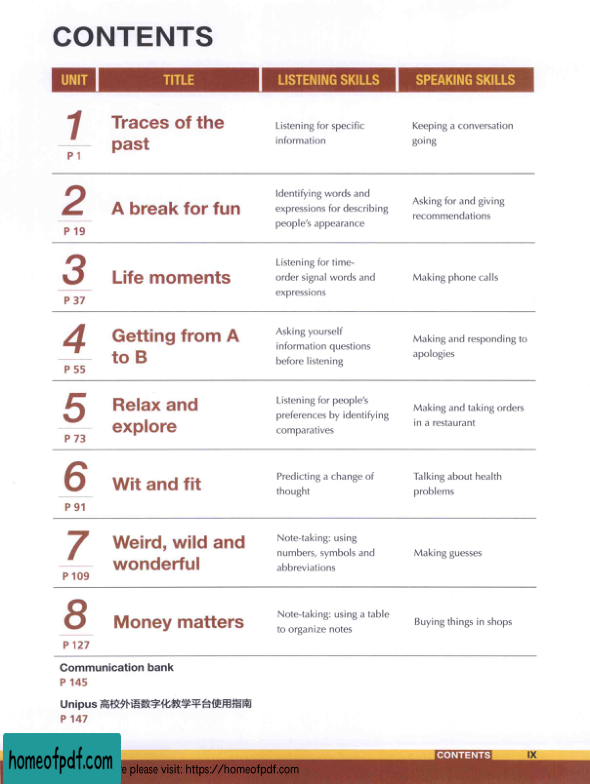 CONTENTS
UNIT TITLE LISTENING SKILLS SPEAKING SKILLS
1
P 1
Traces of the
past
Listening for specific
information
Keeping a conversation
going
2
P 19
A break for fun
Identifying words and
expressions for describing
people's appearance
Asking for and giving
recommendations
3
P 37
Life moments
Listening for time-
order signal words and
expressions
Making phone calls
4
P 55
Getting from A
to B
Asking yourself
information questions
before listening
Making and responding to
apologies
5
P 73
Relax and
explore
Listening for people's
preferences by identifying
comparatives
Making and taking orders
in a restaurant
6
P 91
Wit and fit
Predicting a change of
thought
Talking about health
problems
7
P 109
Weird, wild and
wonderful
Note-taking: using
numbers, symbols and
abbreviations
Making guesses
8
P 127
Money matters
Note-taking: using a table
to organize notes
Buying things in shops
Communication bank
P 145
Unipus 高校外语数字化教学平台使用指南
P 147
CONTENTS IX
homeofpdf.com
please visit: https://homeofpdf.com